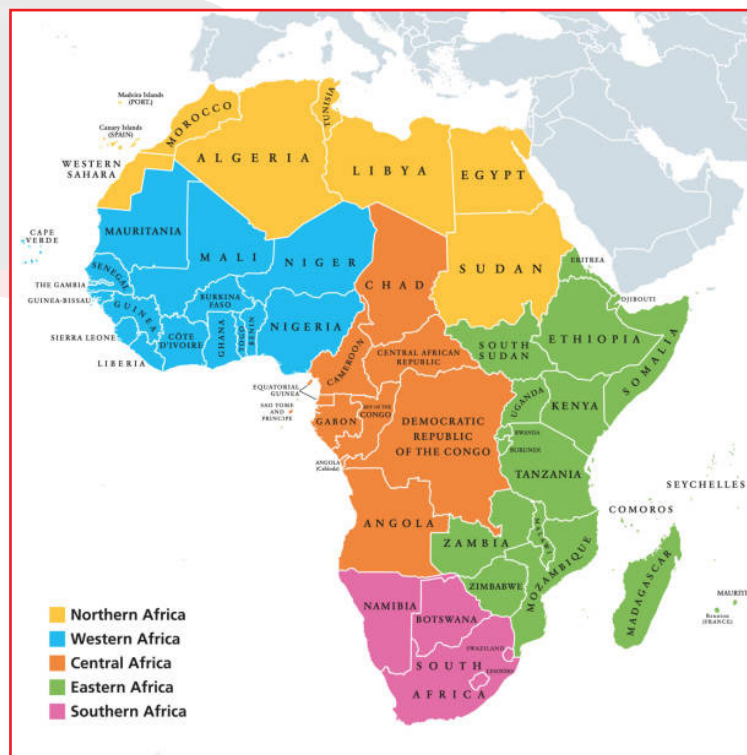 Madeira Islands
(PORT.)
Canary Islands
(SPAIN)
MOROCCO
TUNISIA
WESTERN
SAHARA
ALGERIA
LIBYA
EGYPT
CAPE
VERDE
MAURITANIA
MALI
NIGER
CHAD
SUDAN
ERITREA
SENEGAL
THE GAMBIA
GUINEA-BISSAU
GUINEA
BURKINA
FASO
DJIBOUTI
SIERRA LEONE
CÔTE
D'IVOIRE
GHANA
TOGO
BENIN
NIGERIA
LIBERIA
CAMEROON
CENTRAL AFRICAN
REPUBLIC
SOUTH
SUDAN
ETHIOPIA
SOMALIA
EQUATORIAL
GUINEA
SAO TOME
AND
PRINCIPE
GABON
REP. OF THE
CONGO
DEMOCRATIC
REPUBLIC
OF THE CONGO
UGANDA
KENYA
RWANDA
BURUNDI
ANGOLA
(Cabinda)
TANZANIA
SEYCHELLES
COMOROS
ANGOLA
ZAMBIA
MALAWI
MOZAMBIQUE
ZIMBABWE
MADAGASCAR
MAURITI
Réunion
(FRANCE)
NAMIBIA
BOTSWANA
SWAZILAND
LESOTHO
SOUTH
AFRICA
Northern Africa
Western Africa
Central Africa
Eastern Africa
Southern Africa